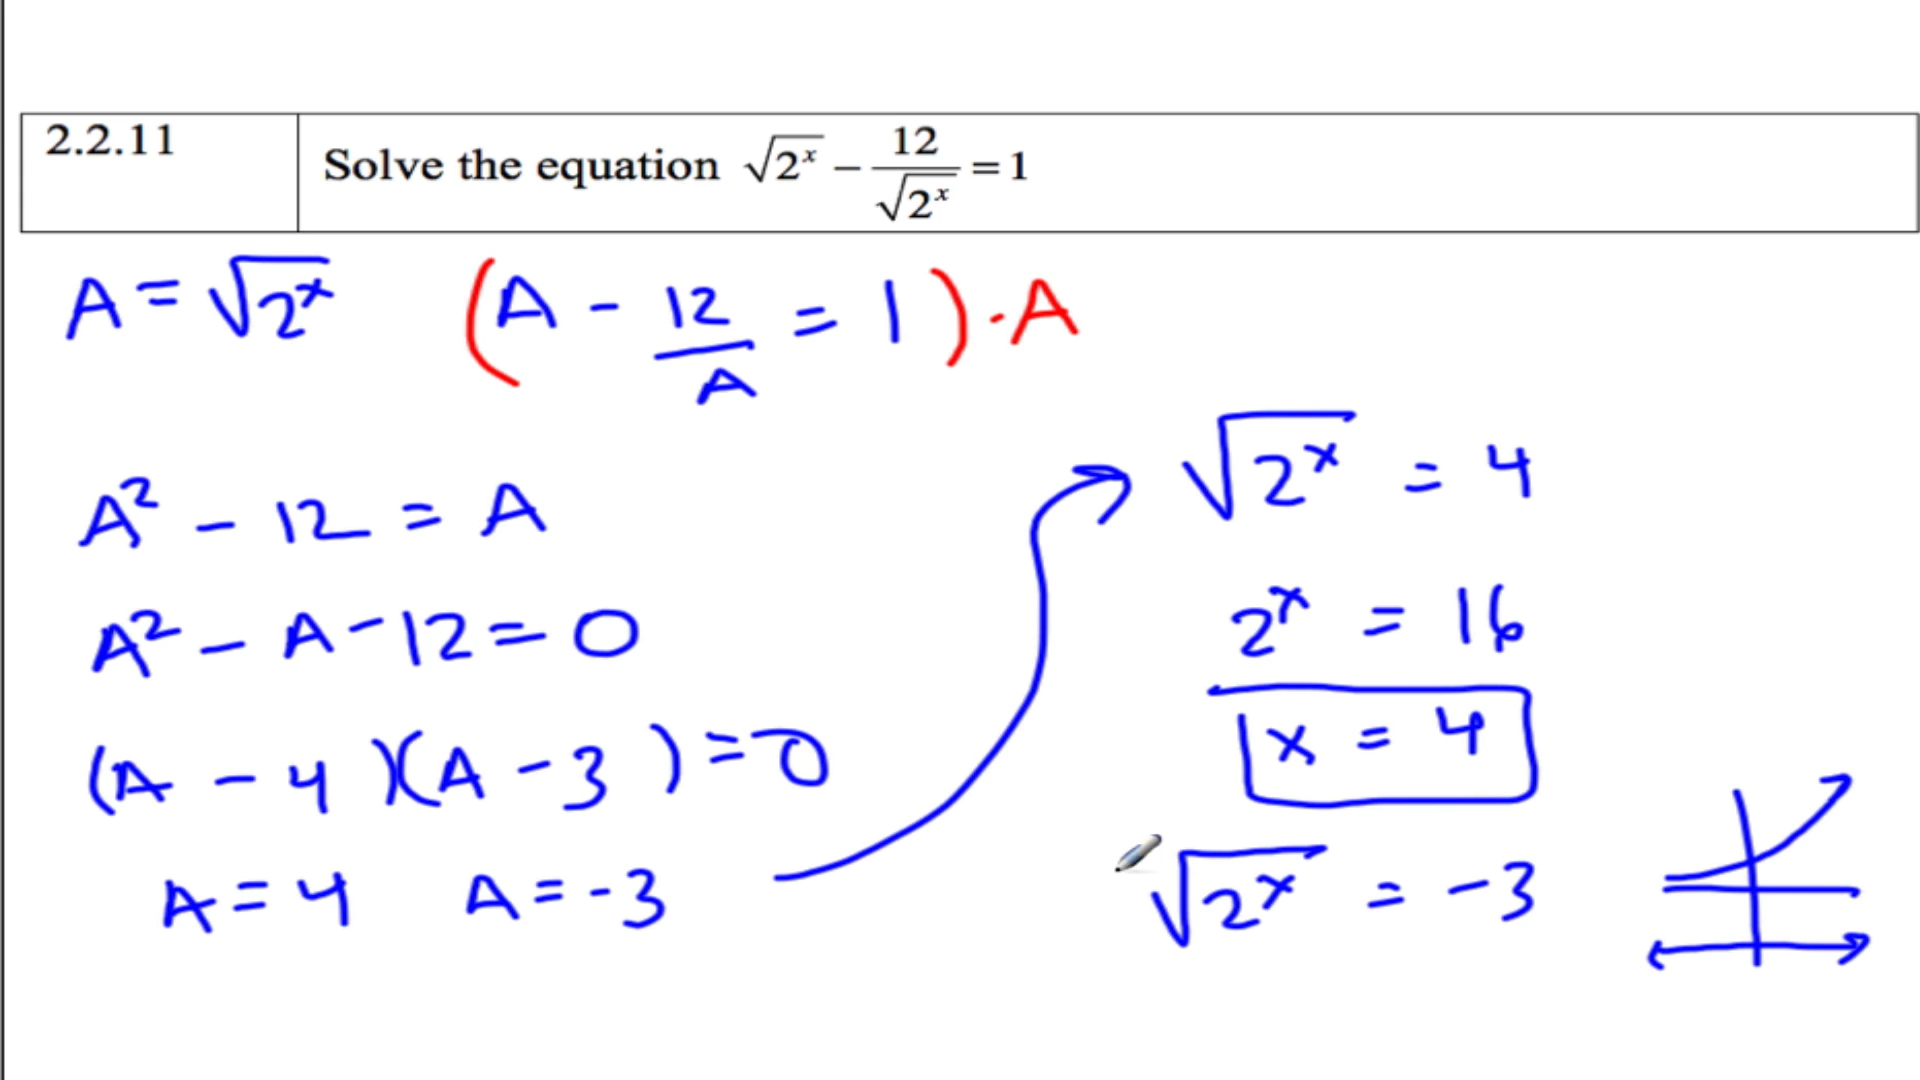 2.2.11
Solve the equation √(2^x) − 12/√(2^x) = 1
A = √(2^x)
(A − 12/A = 1) · A
A² − 12 = A
A² − A − 12 = 0
(A − 4)(A − 3) = 0
A = 4 A = −3
√(2^x) = 4
2^x = 16
x = 4
√(2^x) = −3